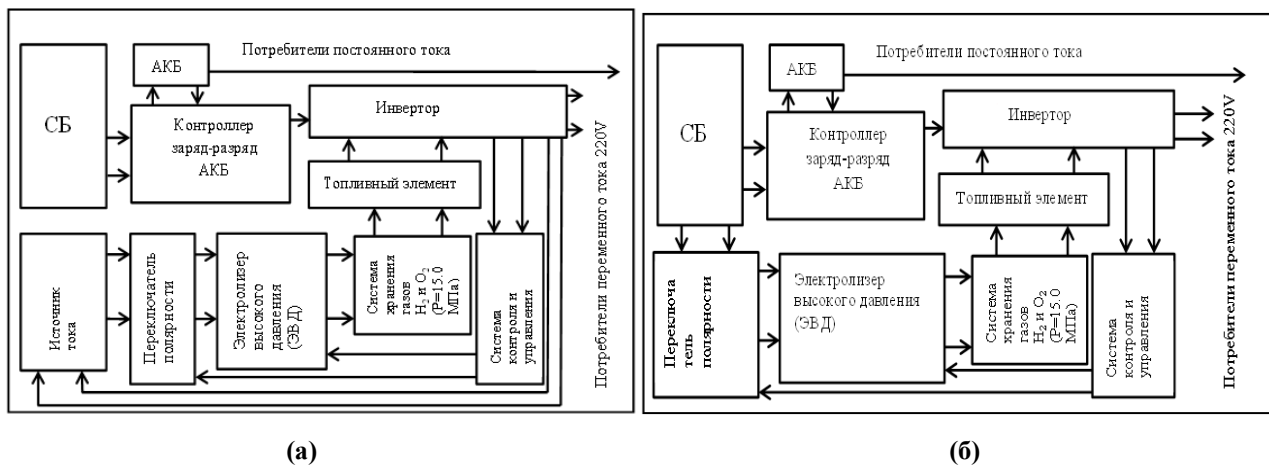 Потребители постоянного тока
АКБ
СБ
Инвертор
Контроллер
заряд-разряд
АКБ
Топливный элемент
Потребители переменного тока 220V
Источник
тока
Переключатель
полярности
Электролизер
высокого
давления
(ЭВД)
Система
хранения
газов
H₂ и O₂
(P=15.0
МПа)
Система
контроля и
управления
(а)
Потребители постоянного тока
АКБ
СБ
Инвертор
Контроллер
заряд-разряд
АКБ
Топливный элемент
Потребители переменного тока 220V
Переключа
тель
полярности
Электролизер
высокого давления
(ЭВД)
Система
хранения
газов
H₂ и O₂
(P=15.0
МПа)
Система
контроля и
управления
(б)